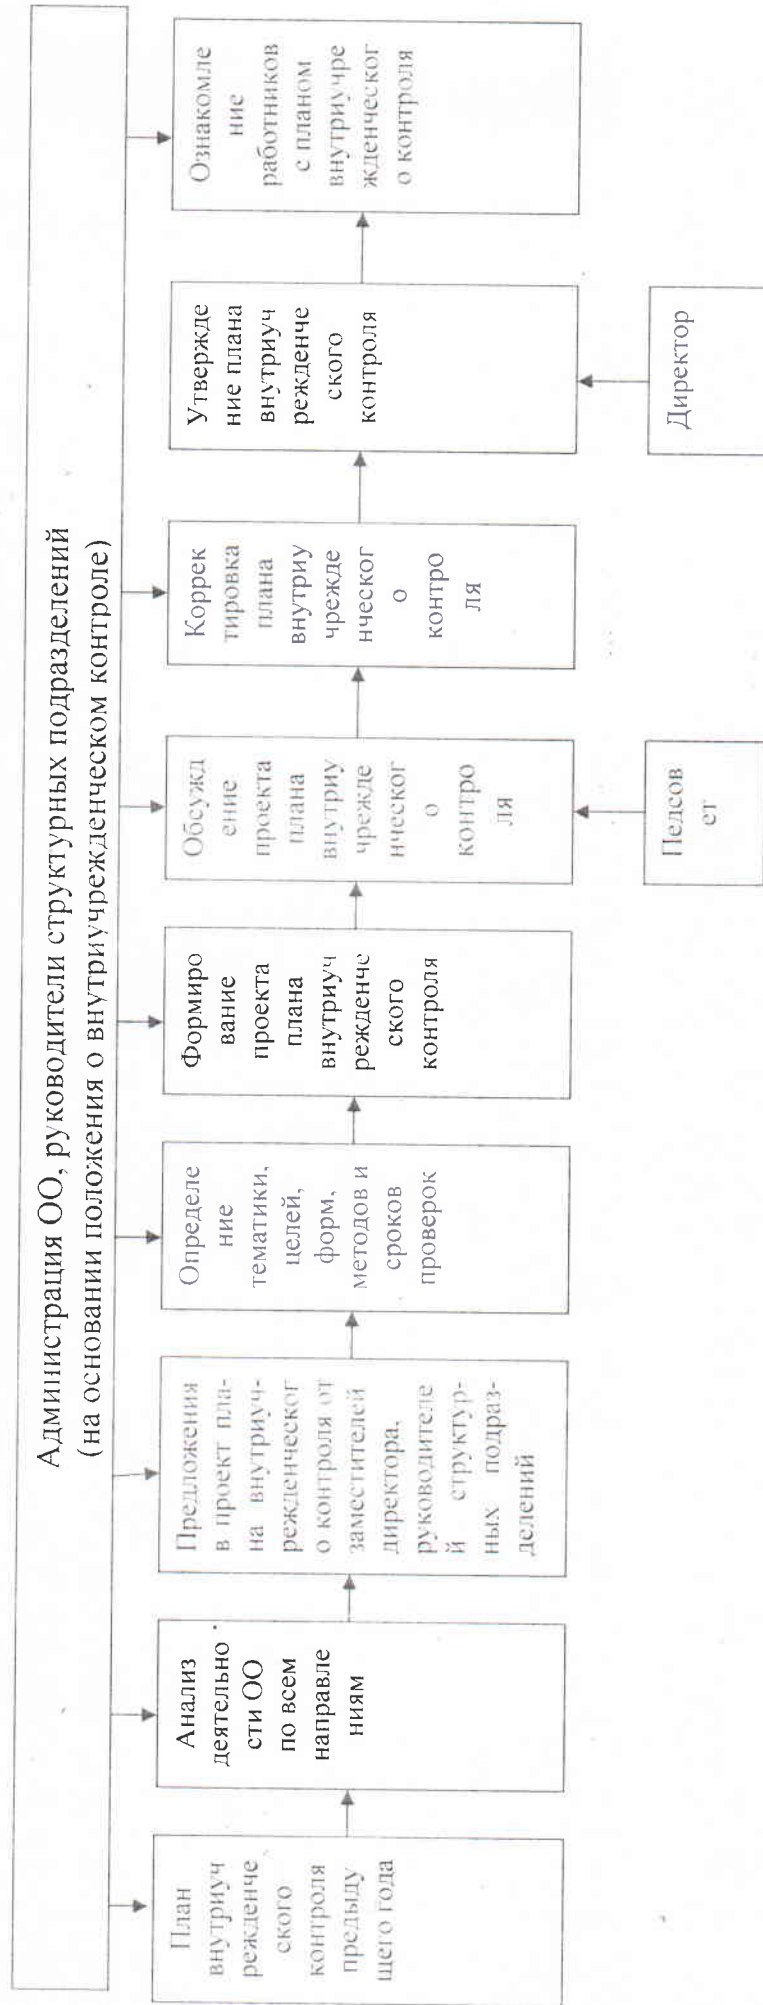 Администрация ОО, руководители структурных подразделений
(на основании положения о внутриучрежденческом контроле)
План
внутриуч
режденче
ского
контроля
предыду
щего года
Анализ
деятельно
сти ОО
по всем
направле
ниям
Предложения
в проект пла-
на внутриуч-
режденческог
о контроля от
заместителей
директора,
руководителе
й структур-
ных подраз-
делений
Определе
ние
тематики,
целей,
форм,
методов и
сроков
проверок
Формиро
вание
проекта
плана
внутриуч
режденче
ского
контроля
Обсужд
ение
проекта
плана
внутриу
чрежде
нческог
о
контро
ля
Коррек
тировка
плана
внутриу
чрежде
нческог
о
контро
ля
Утвержде
ние плана
внутриуч
режденче
ского
контроля
Ознакомле
ние
работников
с планом
внутриучре
жденческог
о контроля
Педсов
ет
Директор